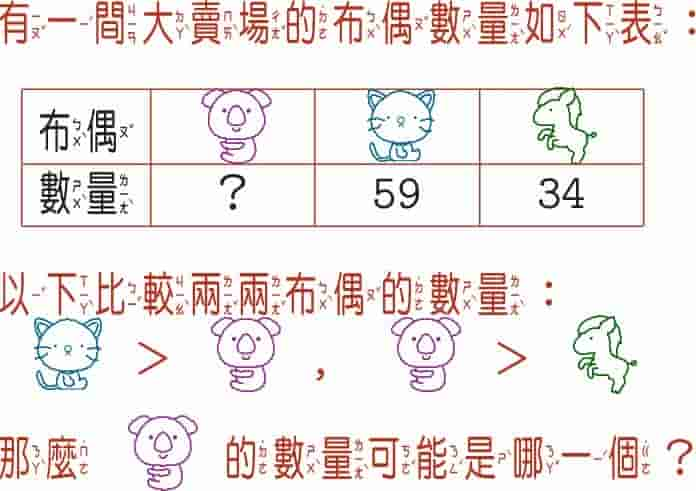 有一間大賣場的布偶數量如下表：
布偶
數量 ? 59 34
以下比較兩兩布偶的數量：
> , >
那麼 的數量可能是哪一個？